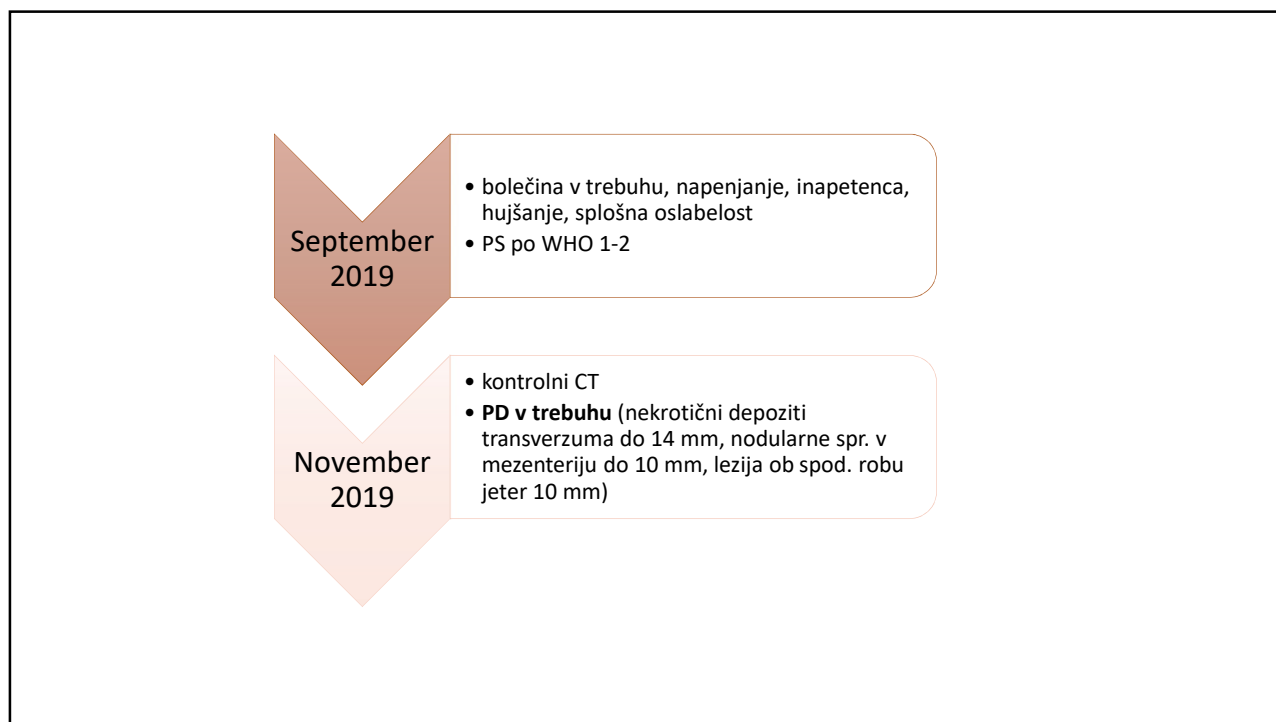 September
2019
• bolečina v trebuhu, napenjanje, inapetenca,
hujšanje, splošna oslabelost
• PS po WHO 1-2
November
2019
• kontrolni CT
• PD v trebuhu (nekrotični depoziti
transverzuma do 14 mm, nodularne spr. v
mezenteriju do 10 mm, lezija ob spod. robu
jeter 10 mm)